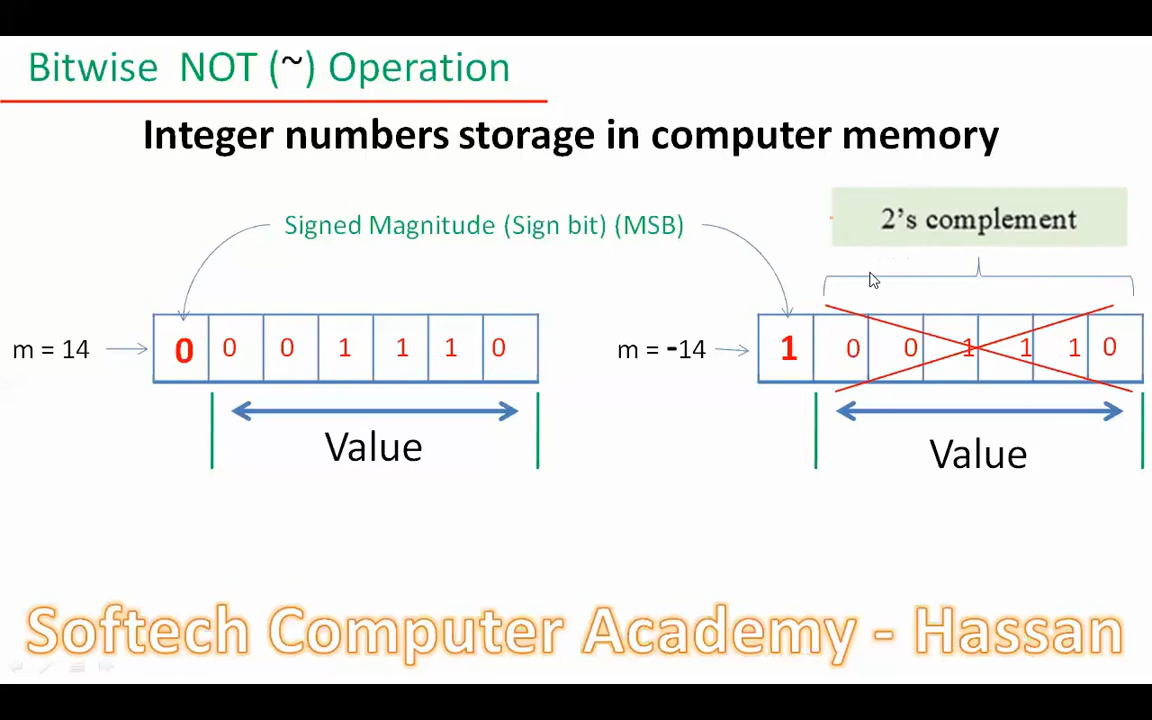 Bitwise NOT (~) Operation
Integer numbers storage in computer memory
Signed Magnitude (Sign bit) (MSB)
2's complement
m = 14
0 0 0 1 1 1 0
m = -14
1 0 0 1 1 1 0
Value
Value
Softech Computer Academy - Hassan